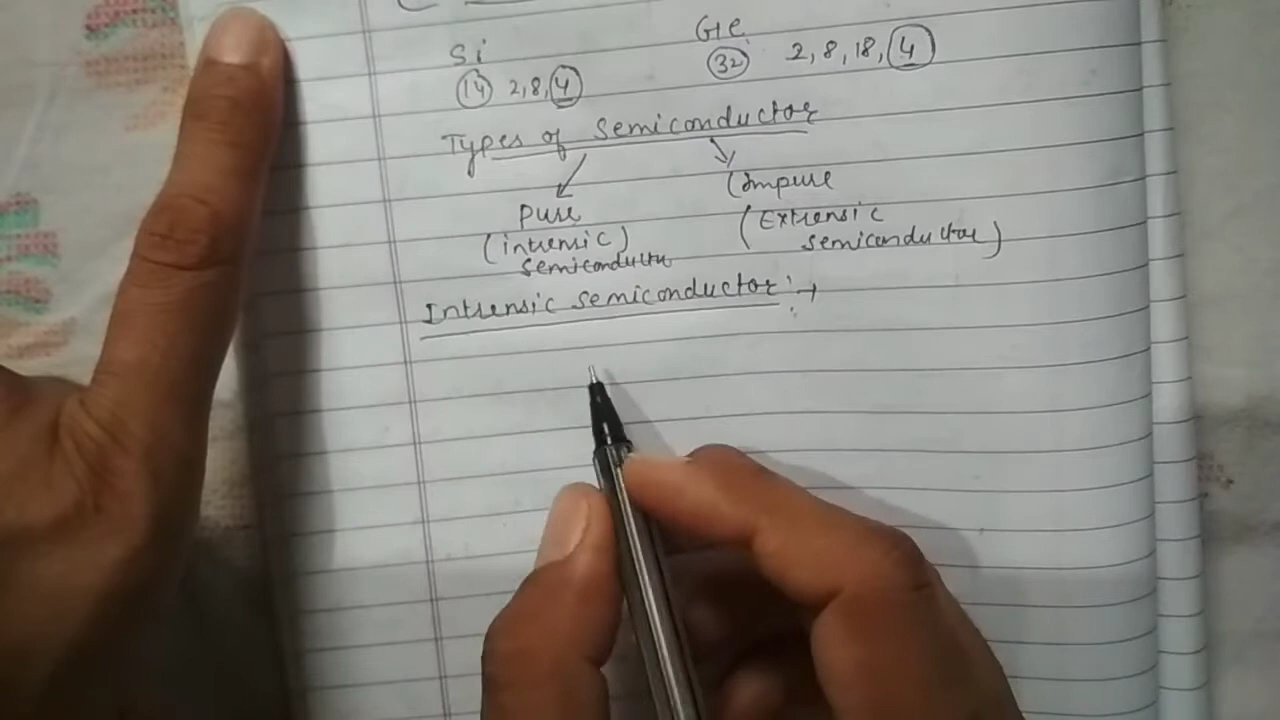 Si
Ge
(14) 2,8,(4)
(32) 2, 8, 18, (4)
Types of semiconductor
Pure
(intrensic)
semiconductor
Impure
(Extrensic
semiconductor)
Intrensic semiconductor :→